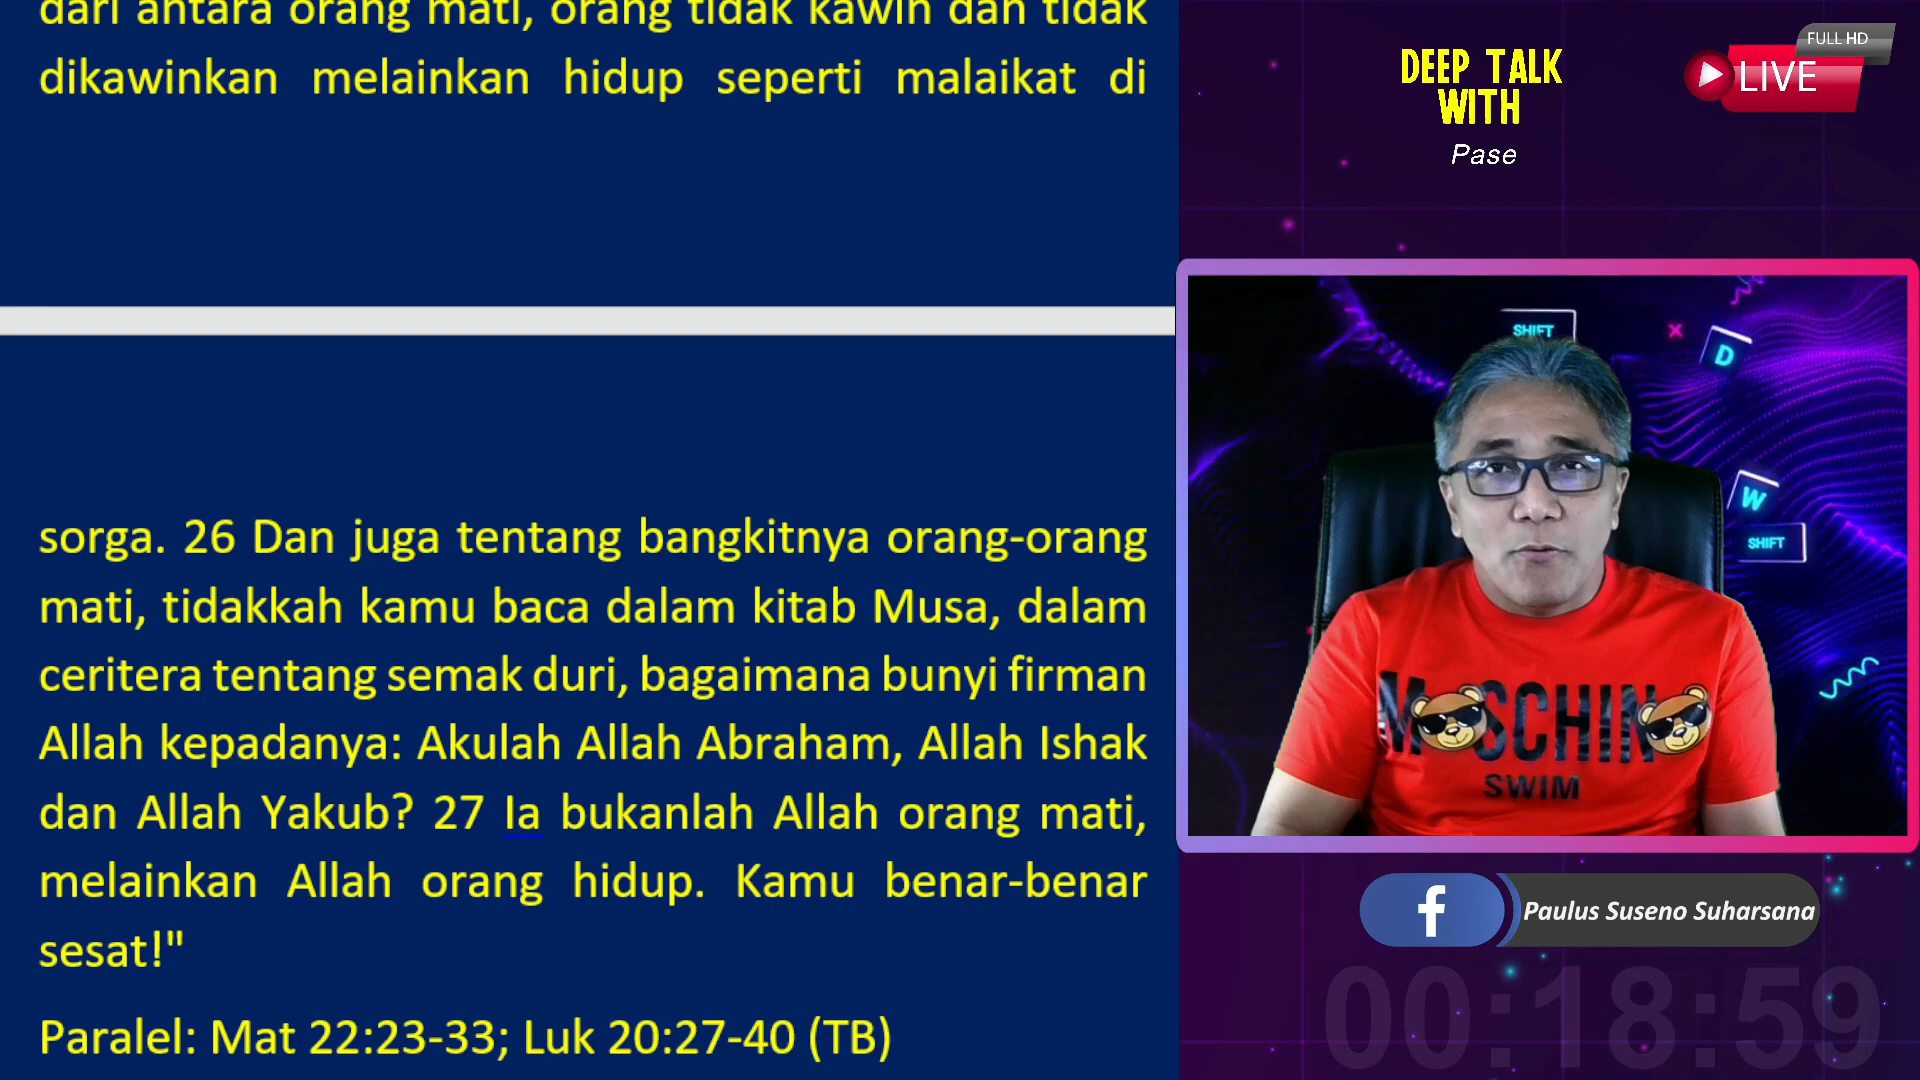 dari antara orang mati, orang tidak kawin dan tidak
dikawinkan melainkan hidup seperti malaikat di
sorga. 26 Dan juga tentang bangkitnya orang-orang
mati, tidakkah kamu baca dalam kitab Musa, dalam
ceritera tentang semak duri, bagaimana bunyi firman
Allah kepadanya: Akulah Allah Abraham, Allah Ishak
dan Allah Yakub? 27 Ia bukanlah Allah orang mati,
melainkan Allah orang hidup. Kamu benar-benar
sesat!"
Paralel: Mat 22:23-33; Luk 20:27-40 (TB)
DEEP TALK
WITH
Pase
FULL HD
LIVE
SHIFT
D
W
SHIFT
M SCHIN
SWIM
f
Paulus Suseno Suharsana
00:18:59